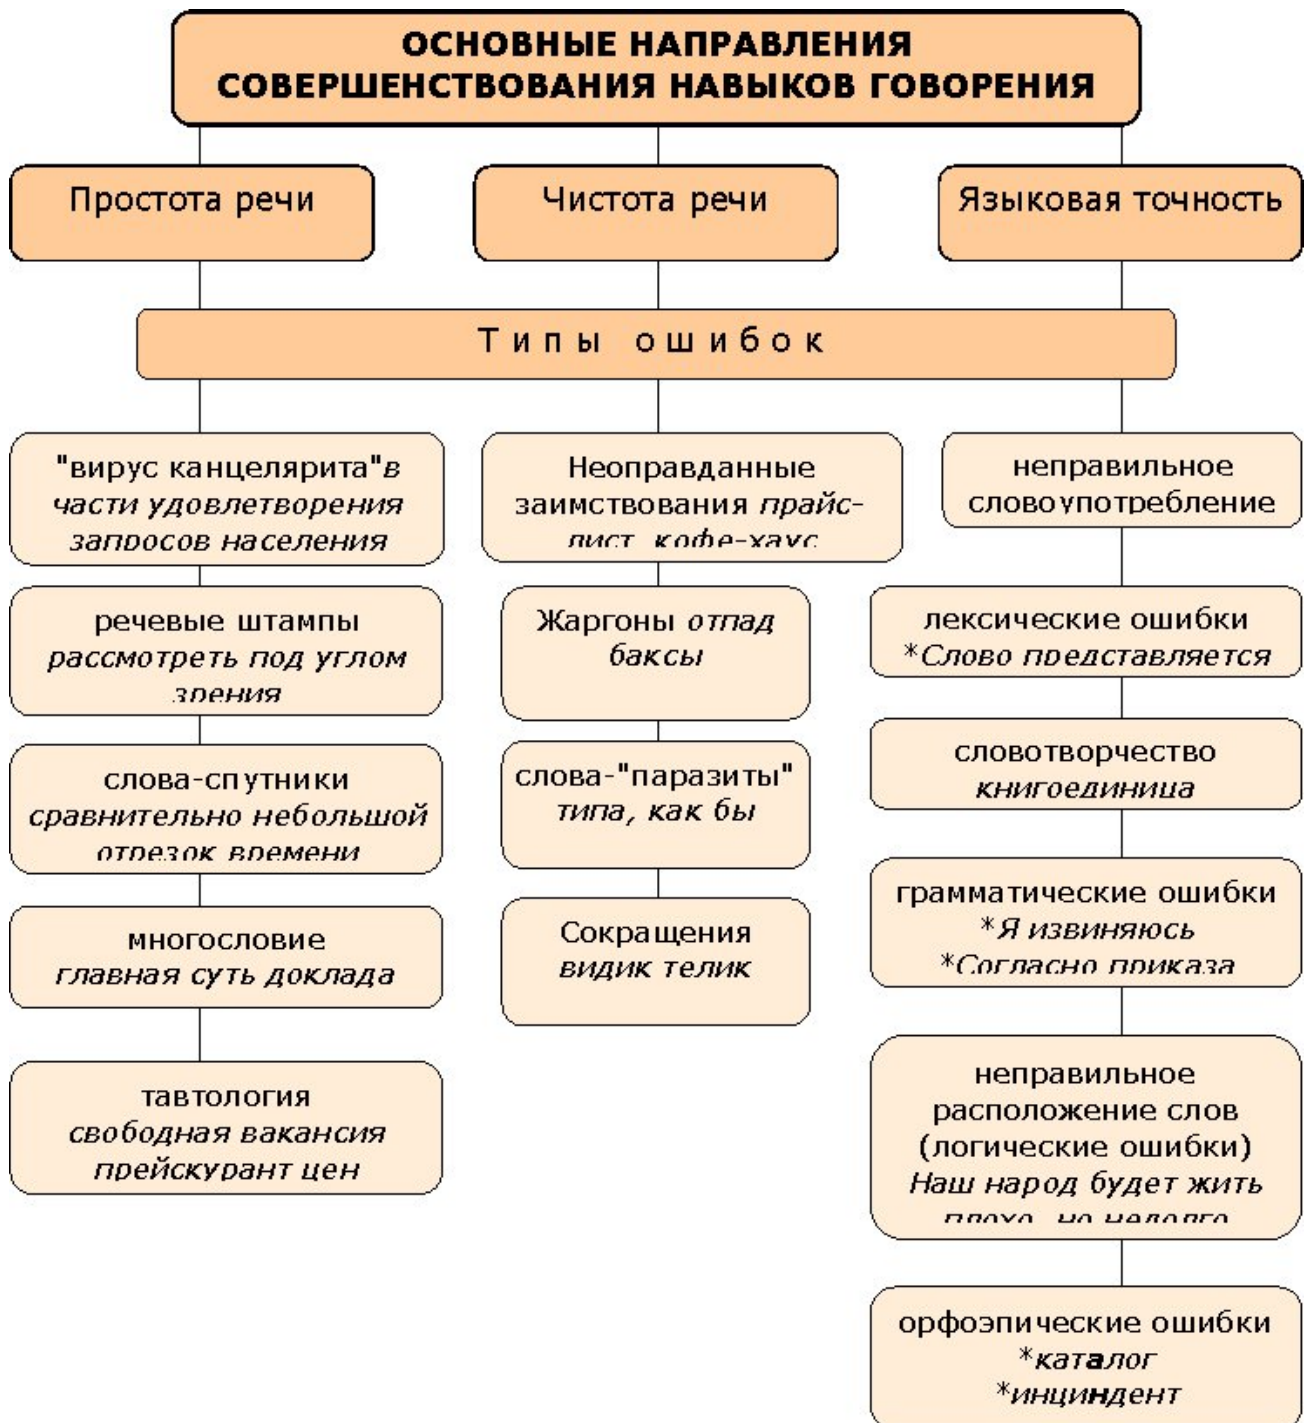 ОСНОВНЫЕ НАПРАВЛЕНИЯ
СОВЕРШЕНСТВОВАНИЯ НАВЫКОВ ГОВОРЕНИЯ
Простота речи
Чистота речи
Языковая точность
Типы ошибок
"вирус канцелярита"в
части удовлетворения
запросов населения
речевые штампы
рассмотреть под углом
зрения
слова-спутники
сравнительно небольшой
отрезок времени
многословие
главная суть доклада
тавтология
свободная вакансия
прейскурант цен
Неоправданные
заимствования прайс-
лист, кофе-хаус
Жаргоны отпад
баксы
слова-"паразиты"
типа, как бы
Сокращения
видик телик
неправильное
словоупотребление
лексические ошибки
*Слово представляется
словотворчество
книгоединица
грамматические ошибки
*Я извиняюсь
*Согласно приказа
неправильное
расположение слов
(логические ошибки)
Наш народ будет жить
плохо, но недолго
орфоэпические ошибки
*каталог
*инциндент